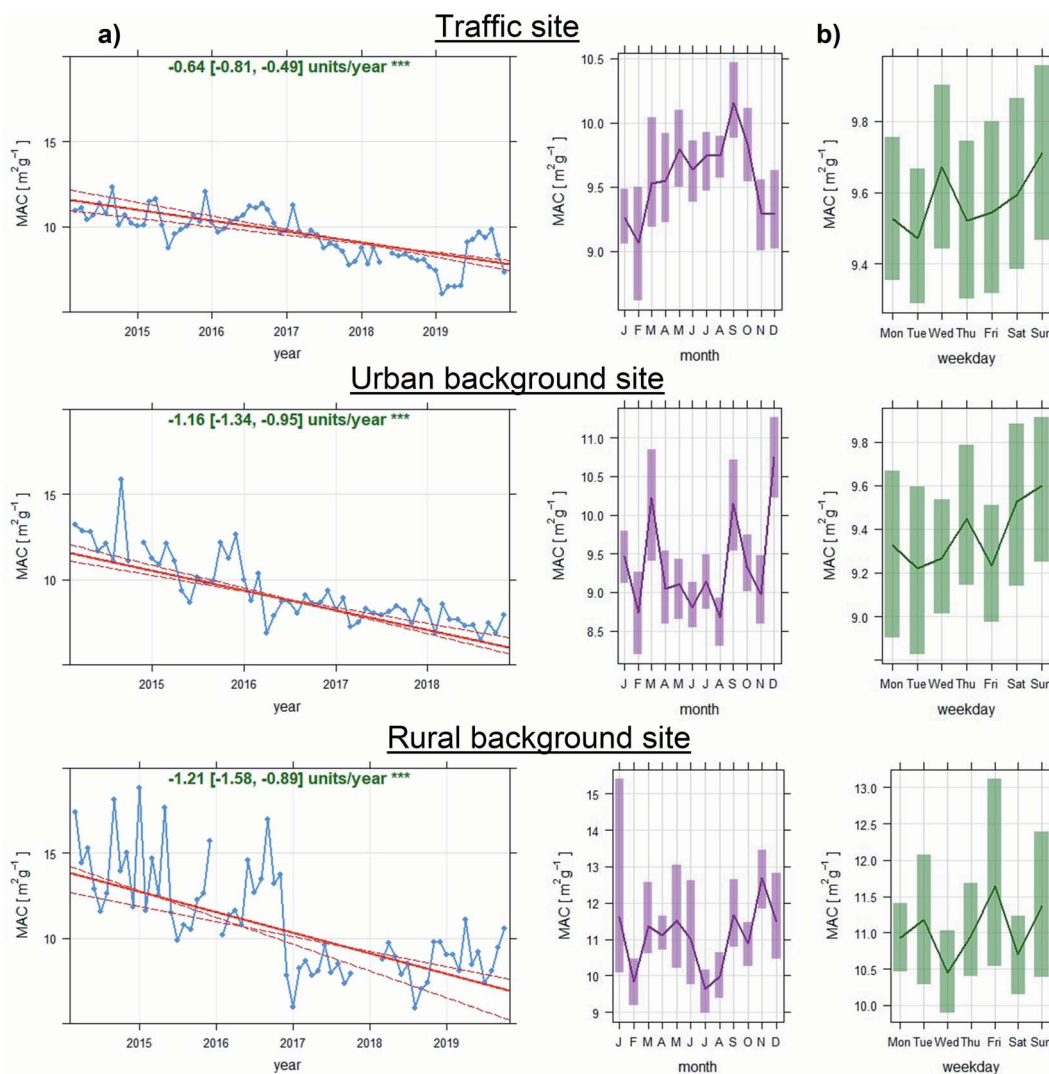 Traffic site
a)
b)
-0.64 [-0.81, -0.49] units/year ***
MAC [ m²g⁻¹ ]
15
10
2015 2016 2017 2018 2019
year
MAC [ m²g⁻¹ ]
10.5
10.0
9.5
9.0
J F M A M J J A S O N D
month
MAC [ m²g⁻¹ ]
9.8
9.6
9.4
Mon Tue Wed Thu Fri Sat Sun
weekday
Urban background site
-1.16 [-1.34, -0.95] units/year ***
MAC [ m²g⁻¹ ]
15
10
2015 2016 2017 2018
year
MAC [ m²g⁻¹ ]
11.0
10.5
10.0
9.5
9.0
8.5
J F M A M J J A S O N D
month
MAC [ m²g⁻¹ ]
9.8
9.6
9.4
9.2
9.0
Mon Tue Wed Thu Fri Sat Sun
weekday
Rural background site
-1.21 [-1.58, -0.89] units/year ***
MAC [ m²g⁻¹ ]
15
10
2015 2016 2017 2018 2019
year
MAC [ m²g⁻¹ ]
15
14
13
12
11
10
9
J F M A M J J A S O N D
month
MAC [ m²g⁻¹ ]
13.0
12.5
12.0
11.5
11.0
10.5
10.0
Mon Tue Wed Thu Fri Sat Sun
weekday